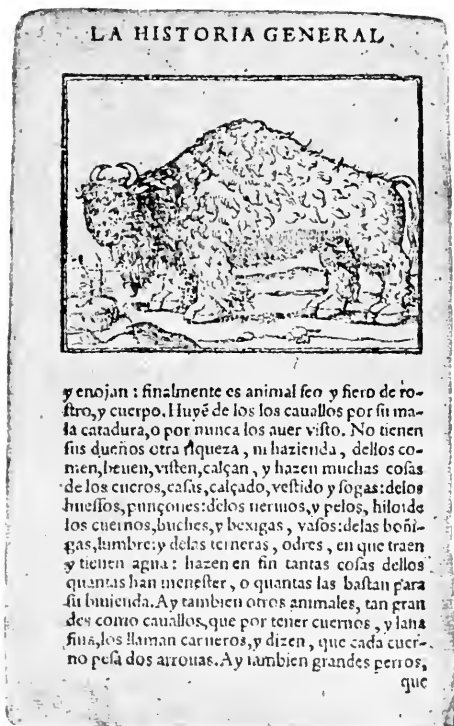 LA HISTORIA GENERAL
y enojan : finalmente es animal feo y fiero de ro-
ſtro,y cuerpo. Huyẽ de los los cauallos por ſu ma-
la catadura,o por nunca los auer viſto. No tienen
ſus dueños otra riqueza , ni hazienda , dellos co-
men,beuen,viſten,calçan , y hazen muchas coſas
de los cueros,caſas,calçado,veſtido y ſogas:delos
hueſſos,punçones:delos neruios,y pelos, hilo:de
los cuernos,buches,y bexigas , vaſos:delas boñi-
gas,lumbre:y delas terneras , odres , en que traen
y tienen agua : hazen en fin tantas coſas dellos
quantas han meneſter , o quantas las baſtan para
ſu biuienda. Ay tambien otros animales, tan gran
des como cauallos,que por tener cuernos , y lana
fina,los llaman carneros,y dizen , que cada cuer-
no peſa dos arrouas. Ay tambien grandes perros,
que